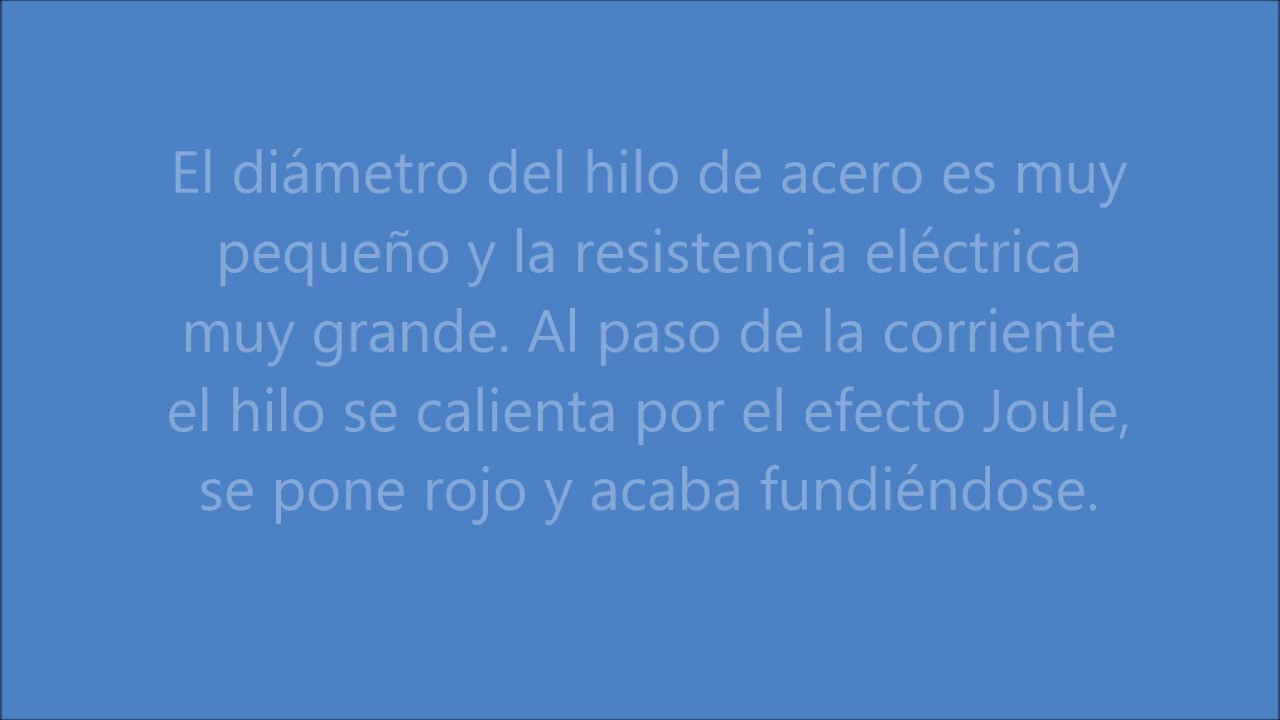 El diámetro del hilo de acero es muy
pequeño y la resistencia eléctrica
muy grande. Al paso de la corriente
el hilo se calienta por el efecto Joule,
se pone rojo y acaba fundiéndose.